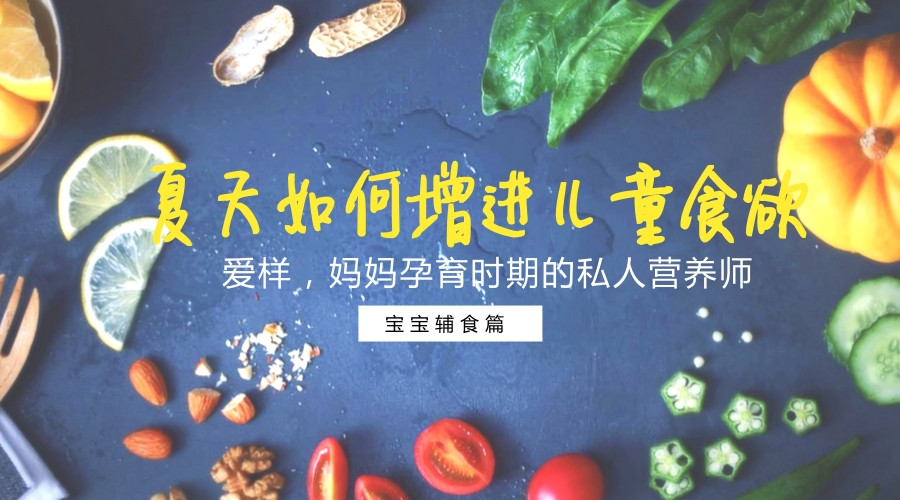 夏天如何增进儿童食欲
爱样，妈妈孕育时期的私人营养师
宝宝辅食篇